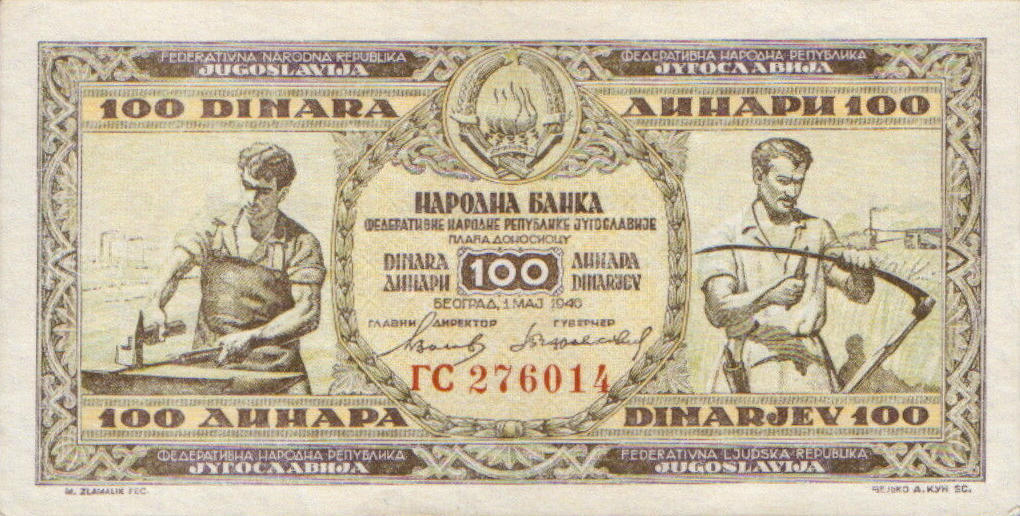 FEDERATIVNA NARODNA REPUBLIKA
JUGOSLAVIJA
ФЕДЕРАТИВНА НАРОДНА РЕПУБЛИКА
ЈУГОСЛАВИЈА
100 DINARA
ДИНАРИ 100
НАРОДНА БАНКА
ФЕДЕРАТИВНЕ НАРОДНЕ РЕПУБЛИКЕ ЈУГОСЛАВИЈЕ
ПЛАЋА ДОНОСИОЦУ
DINARA 100 ДИНАРА
ДИНАРИ DINARJEV
БЕОГРАД, 1 МАЈ 1946
ГЛАВНИ ДИРЕКТОР ГУВЕРНЕР
ГС 276014
100 ДИНАРА
DINARJEV 100
ФЕДЕРАТИВНА НАРОДНА РЕПУБЛИКА
ЈУГОСЛАВИЈА
FEDERATIVNA LJUDSKA REPUBLIKA
JUGOSLAVIJA
M. ZLAMALIK FEC.
ВЕЉКО А. КУН SC.